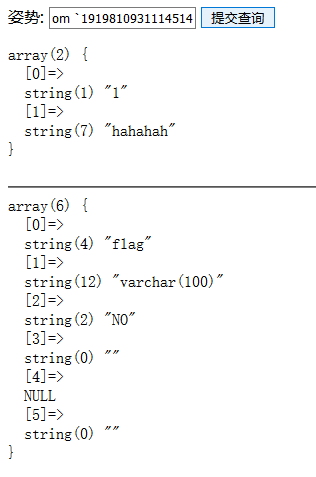 姿势: om `1919810931114514 提交查询
array(2) {
  [0]=>
  string(1) "1"
  [1]=>
  string(7) "hahahah"
}
array(6) {
  [0]=>
  string(4) "flag"
  [1]=>
  string(12) "varchar(100)"
  [2]=>
  string(2) "NO"
  [3]=>
  string(0) ""
  [4]=>
  NULL
  [5]=>
  string(0) ""
}